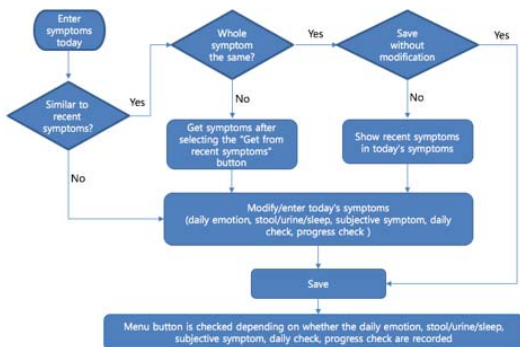 Enter
symptoms
today
Similar to
recent
symptoms?
Yes
No
Whole
symptom
the same?
Yes
No
Save
without
modification
Yes
No
Get symptoms after
selecting the "Get from
recent symptoms"
button
Show recent symptoms
in today's symptoms
Modify/enter today's symptoms
(daily emotion, stool/urine/sleep, subjective symptom, daily
check, progress check )
Save
Menu button is checked depending on whether the daily emotion, stool/urine/sleep,
subjective symptom, daily check, progress check are recorded